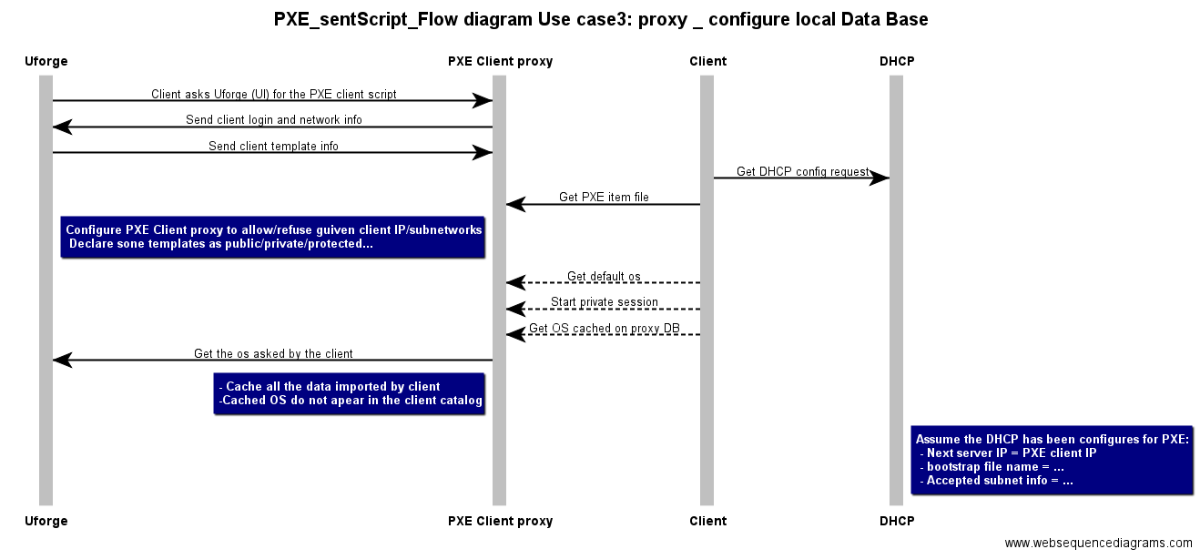 PXE_sentScript_Flow diagram Use case3: proxy _ configure local Data Base
Uforge
PXE Client proxy
Client
DHCP
Client asks Uforge (UI) for the PXE client script
Send client login and network info
Send client template info
Get DHCP config request
Get PXE item file
Configure PXE Client proxy to allow/refuse guiven client IP/subnetworks
Declare sone templates as public/private/protected...
Get default os
Start private session
Get OS cached on proxy DB
Get the os asked by the client
- Cache all the data imported by client
-Cached OS do not apear in the client catalog
Assume the DHCP has been configures for PXE:
- Next server IP = PXE client IP
- bootstrap file name = ...
- Accepted subnet info = ...
Uforge
PXE Client proxy
Client
DHCP
www.websequencediagrams.com